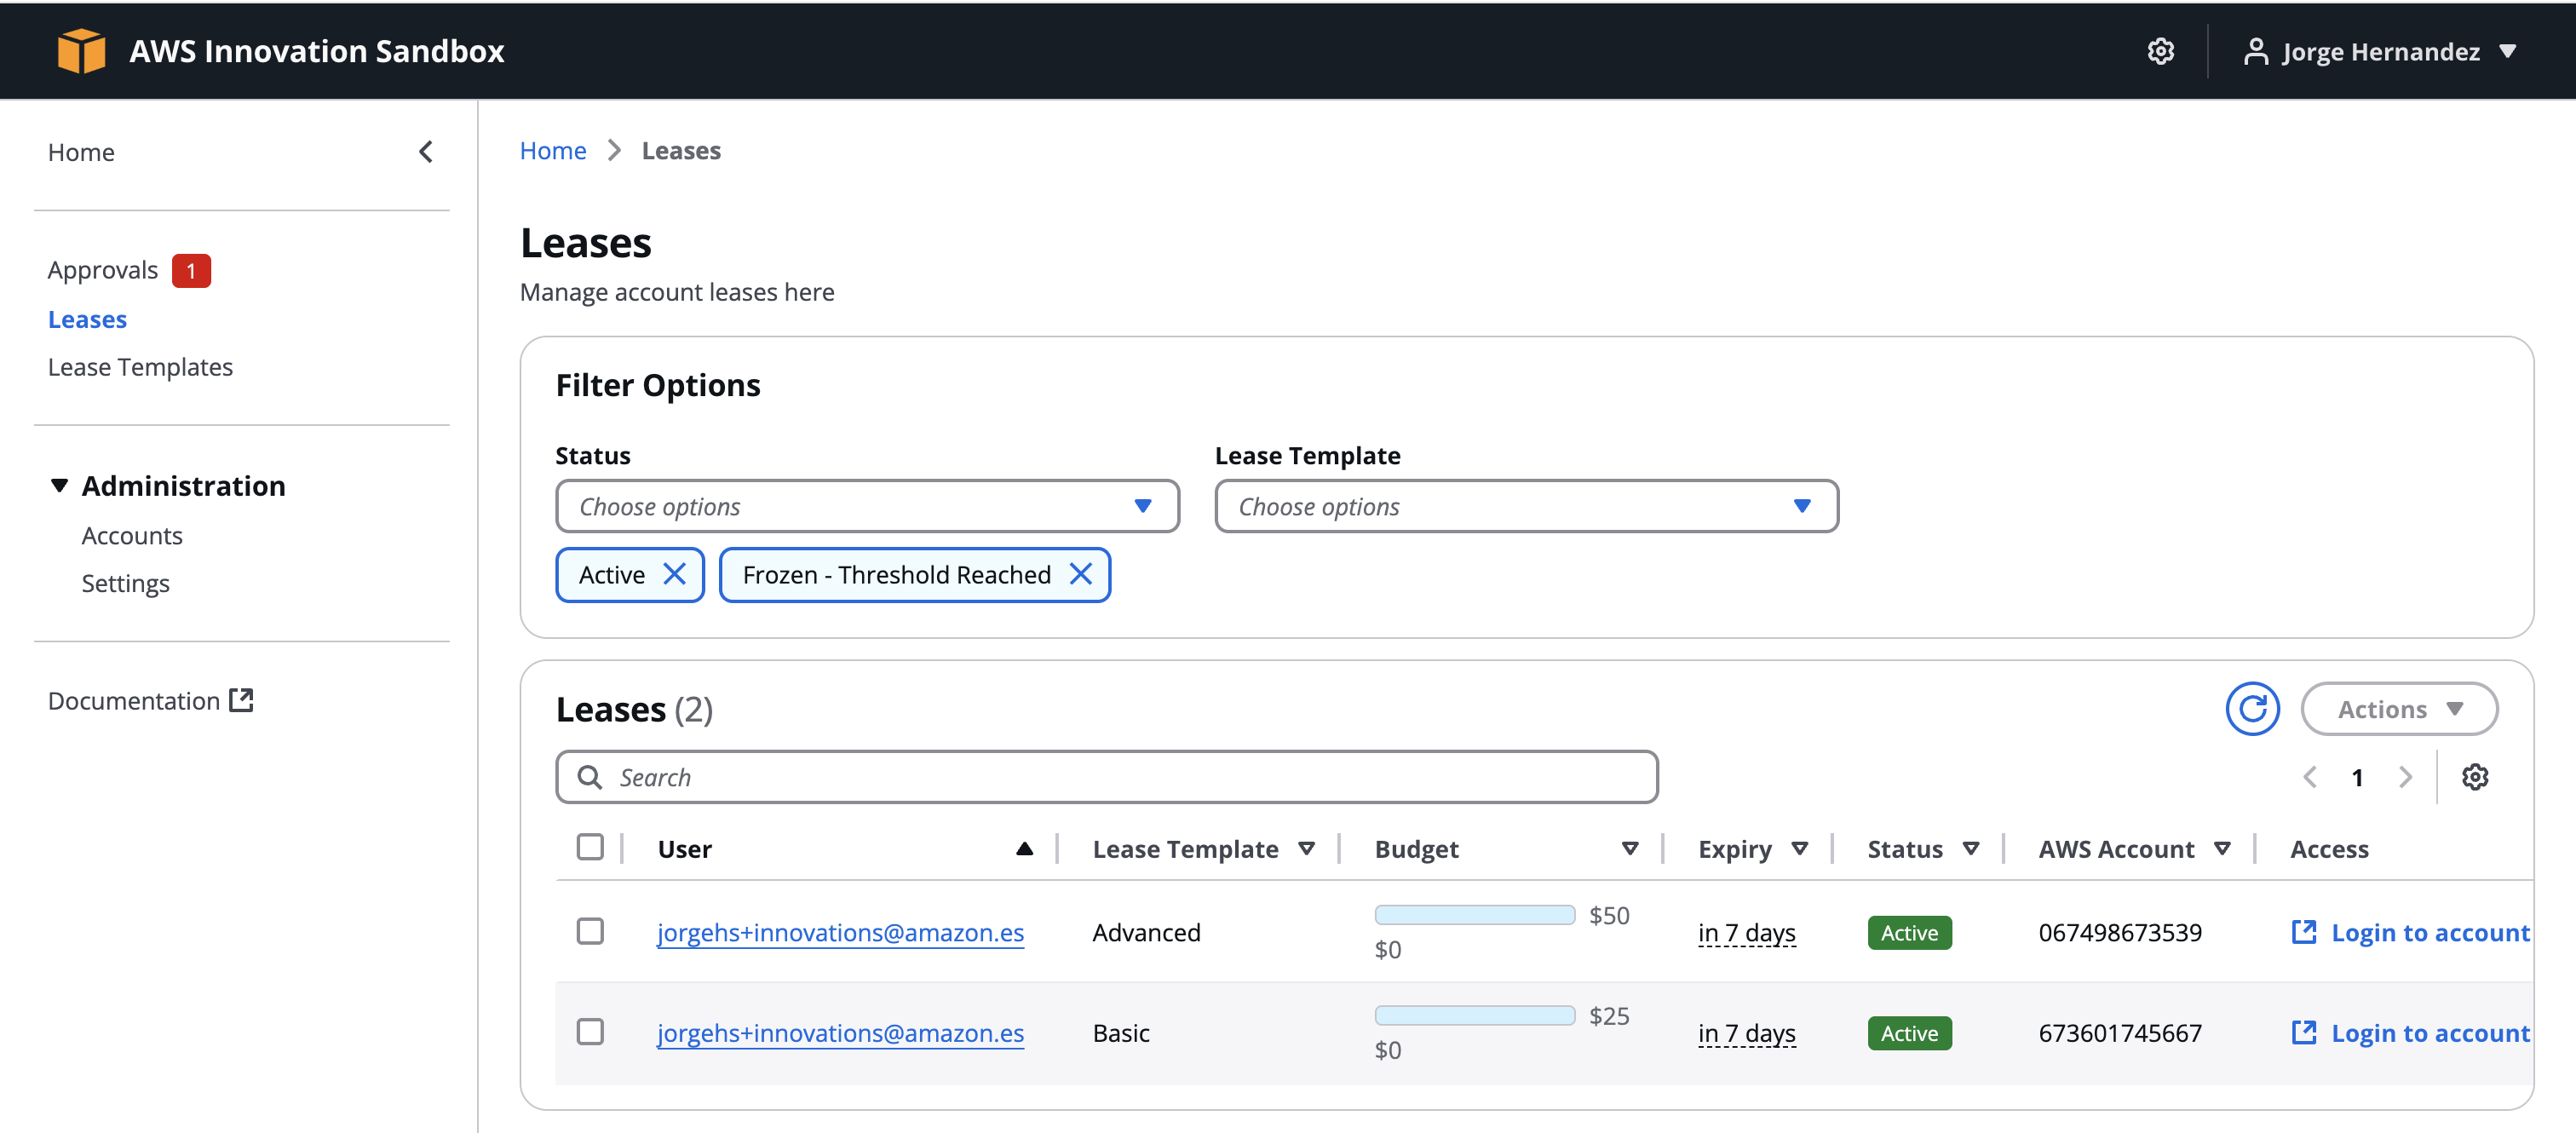 AWS Innovation Sandbox
Jorge Hernandez
Home
Approvals 1
Leases
Lease Templates
Administration
Accounts
Settings
Documentation
Home > Leases
Leases
Manage account leases here
Filter Options
Status Lease Template
Choose options Choose options
Active Frozen - Threshold Reached
Leases (2)
Actions
Search
1
User Lease Template Budget Expiry Status AWS Account Access
jorgehs+innovations@amazon.es Advanced $50 $0 in 7 days Active 067498673539 Login to account
jorgehs+innovations@amazon.es Basic $25 $0 in 7 days Active 673601745667 Login to account